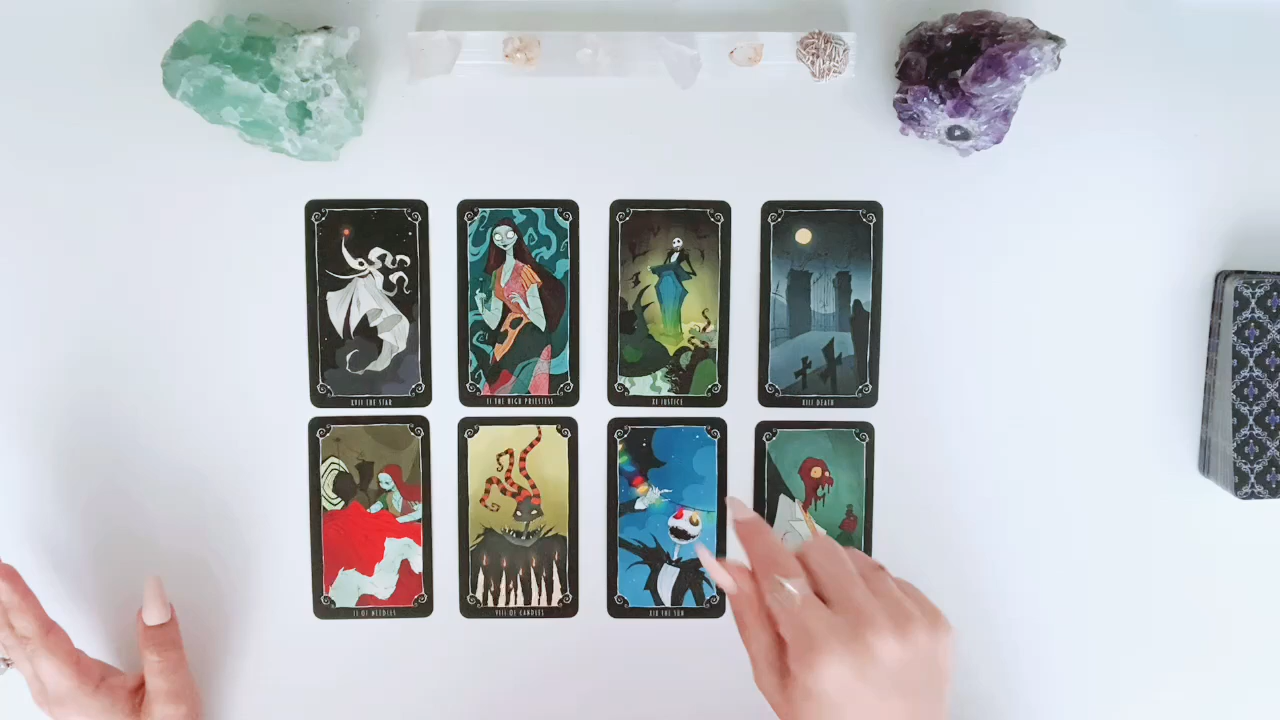 XVII THE STAR
II THE HIGH PRIESTESS
XI JUSTICE
XIII DEATH
II OF NEEDLES
VIII OF CANDLES
XIX THE SUN